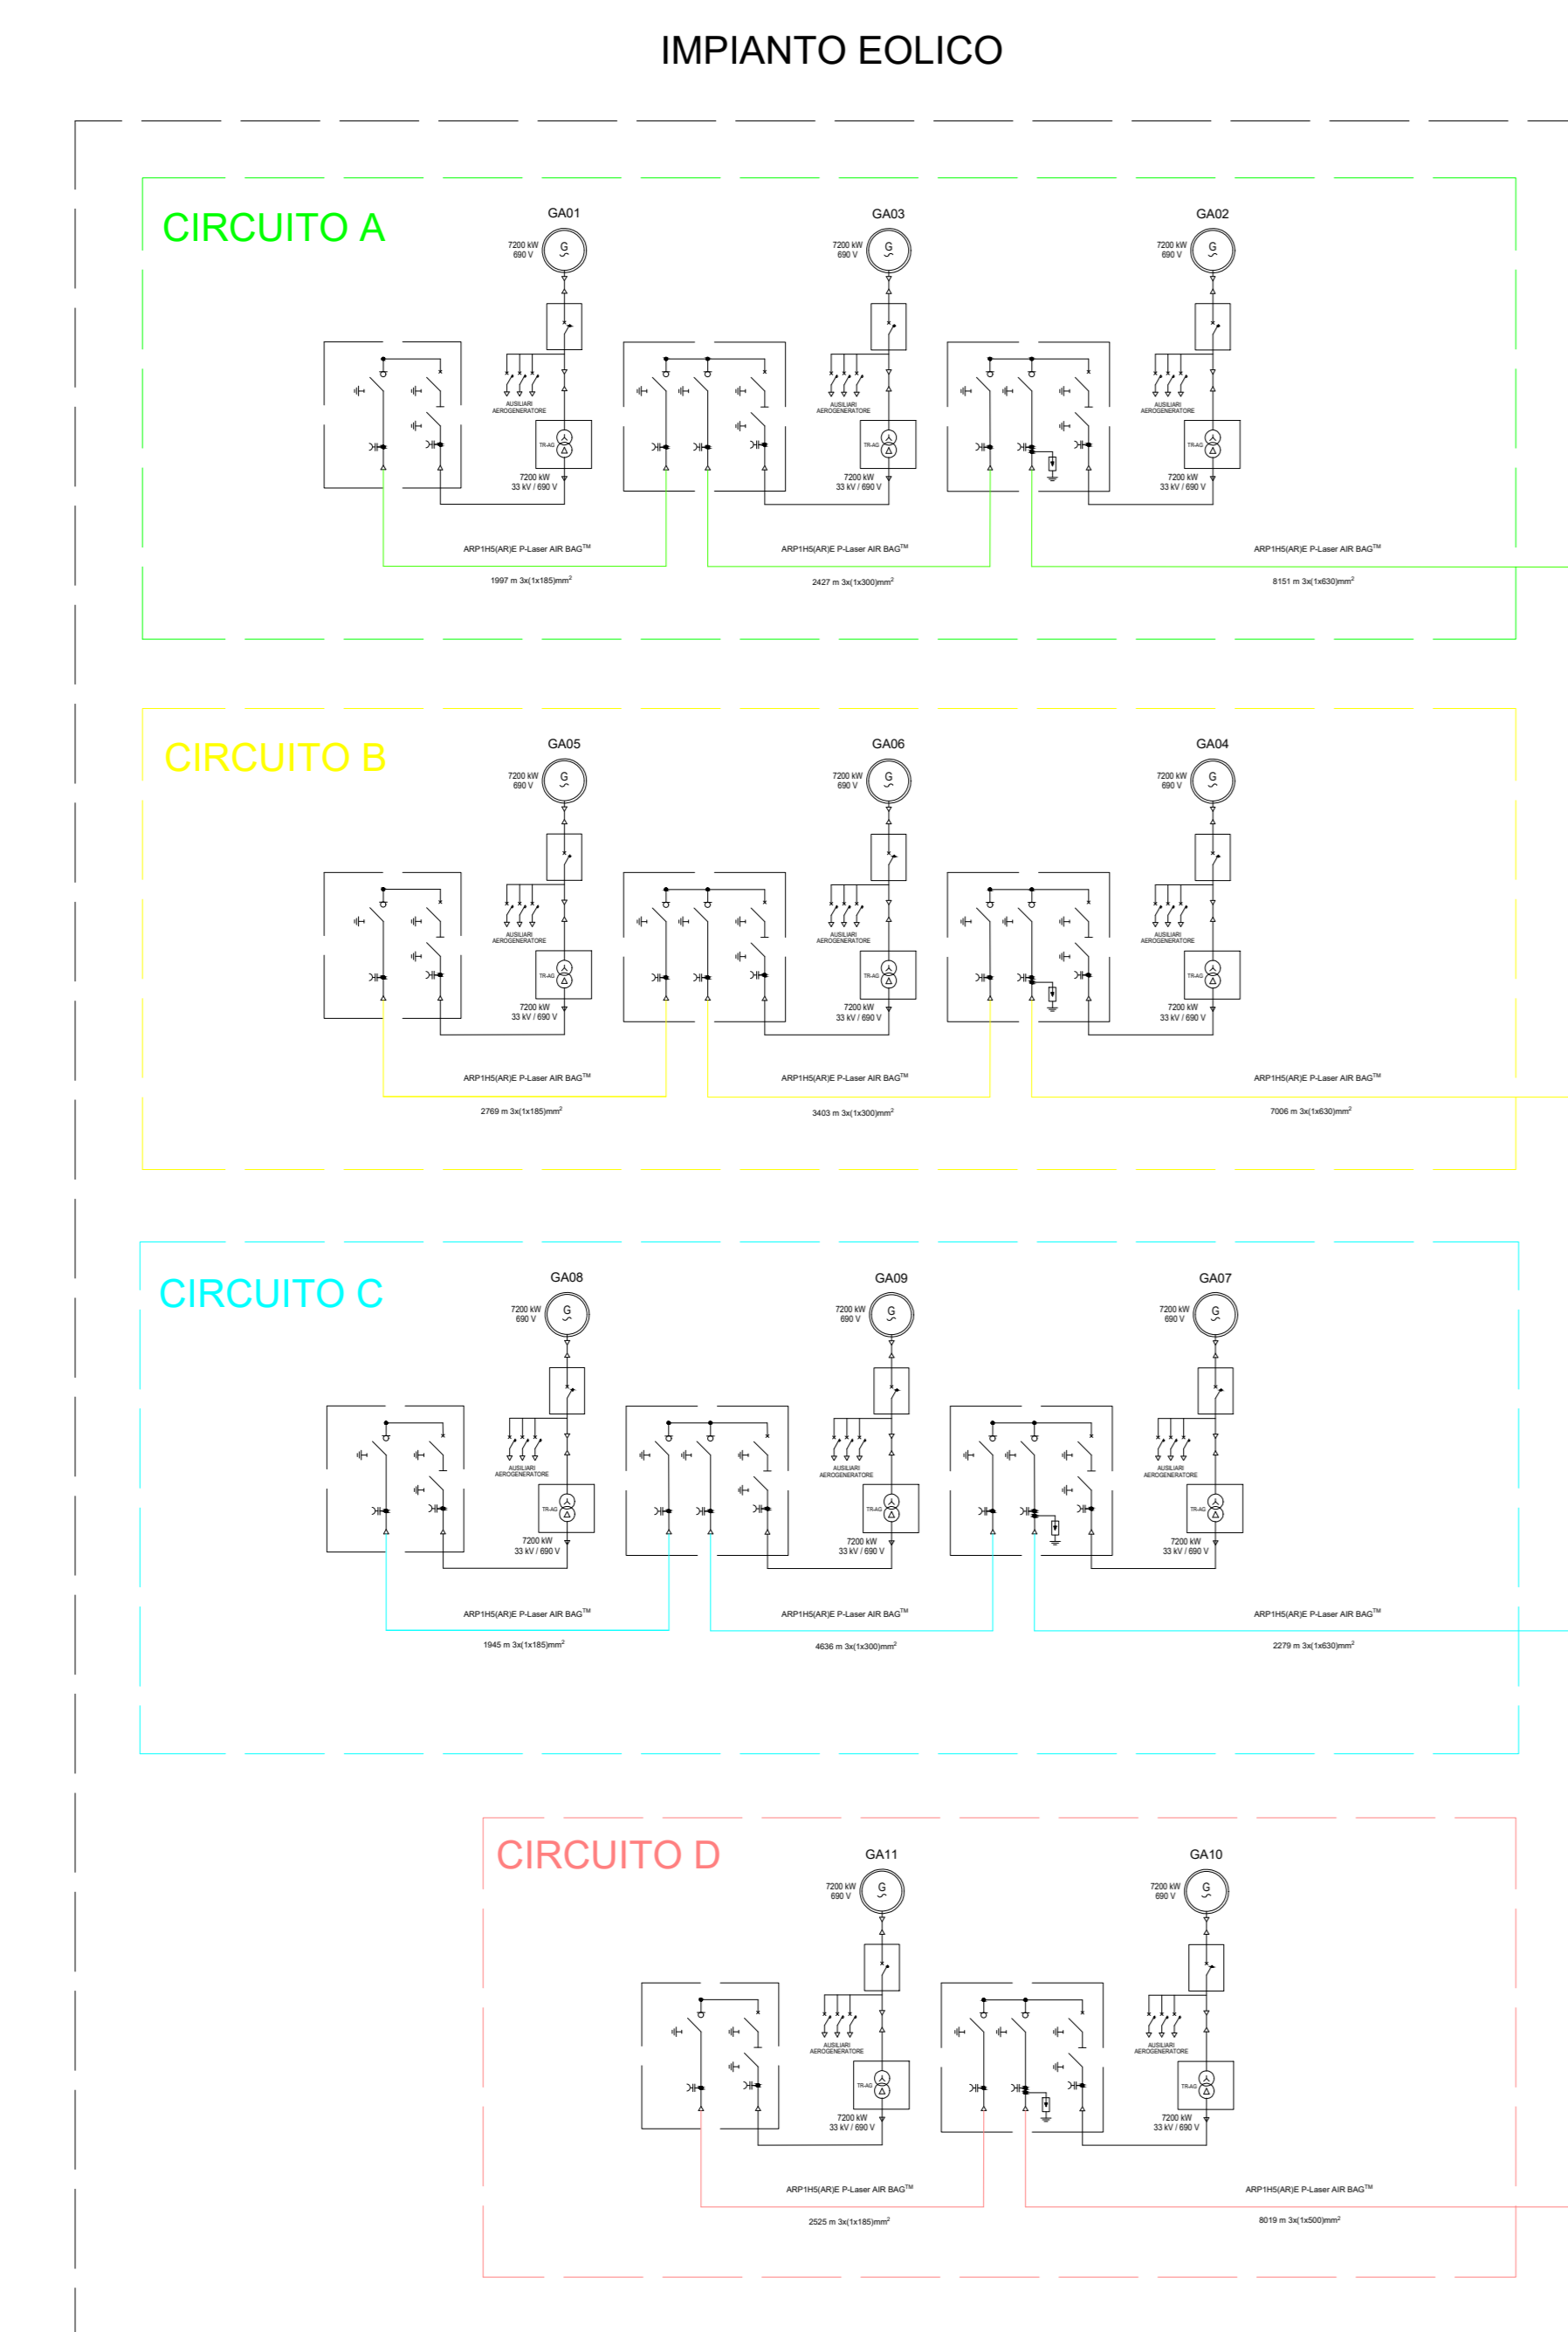 IMPIANTO EOLICO
CIRCUITO A
GA01
7200 kW
690 V
G
AUSILIARI
AEROGENERATORE
TR-AG
7200 kW
33 kV / 690 V
GA03
7200 kW
690 V
G
AUSILIARI
AEROGENERATORE
TR-AG
7200 kW
33 kV / 690 V
GA02
7200 kW
690 V
G
AUSILIARI
AEROGENERATORE
TR-AG
7200 kW
33 kV / 690 V
ARP1H5(AR)E P-Laser AIR BAG™
1997 m 3x(1x185)mm²
ARP1H5(AR)E P-Laser AIR BAG™
2427 m 3x(1x300)mm²
ARP1H5(AR)E P-Laser AIR BAG™
8151 m 3x(1x630)mm²
CIRCUITO B
GA05
7200 kW
690 V
G
AUSILIARI
AEROGENERATORE
TR-AG
7200 kW
33 kV / 690 V
GA06
7200 kW
690 V
G
AUSILIARI
AEROGENERATORE
TR-AG
7200 kW
33 kV / 690 V
GA04
7200 kW
690 V
G
AUSILIARI
AEROGENERATORE
TR-AG
7200 kW
33 kV / 690 V
ARP1H5(AR)E P-Laser AIR BAG™
2769 m 3x(1x185)mm²
ARP1H5(AR)E P-Laser AIR BAG™
3403 m 3x(1x300)mm²
ARP1H5(AR)E P-Laser AIR BAG™
7006 m 3x(1x630)mm²
CIRCUITO C
GA08
7200 kW
690 V
G
AUSILIARI
AEROGENERATORE
TR-AG
7200 kW
33 kV / 690 V
GA09
7200 kW
690 V
G
AUSILIARI
AEROGENERATORE
TR-AG
7200 kW
33 kV / 690 V
GA07
7200 kW
690 V
G
AUSILIARI
AEROGENERATORE
TR-AG
7200 kW
33 kV / 690 V
ARP1H5(AR)E P-Laser AIR BAG™
1945 m 3x(1x185)mm²
ARP1H5(AR)E P-Laser AIR BAG™
4636 m 3x(1x300)mm²
ARP1H5(AR)E P-Laser AIR BAG™
2279 m 3x(1x630)mm²
CIRCUITO D
GA11
7200 kW
690 V
G
AUSILIARI
AEROGENERATORE
TR-AG
7200 kW
33 kV / 690 V
GA10
7200 kW
690 V
G
AUSILIARI
AEROGENERATORE
TR-AG
7200 kW
33 kV / 690 V
ARP1H5(AR)E P-Laser AIR BAG™
2525 m 3x(1x185)mm²
ARP1H5(AR)E P-Laser AIR BAG™
8019 m 3x(1x500)mm²